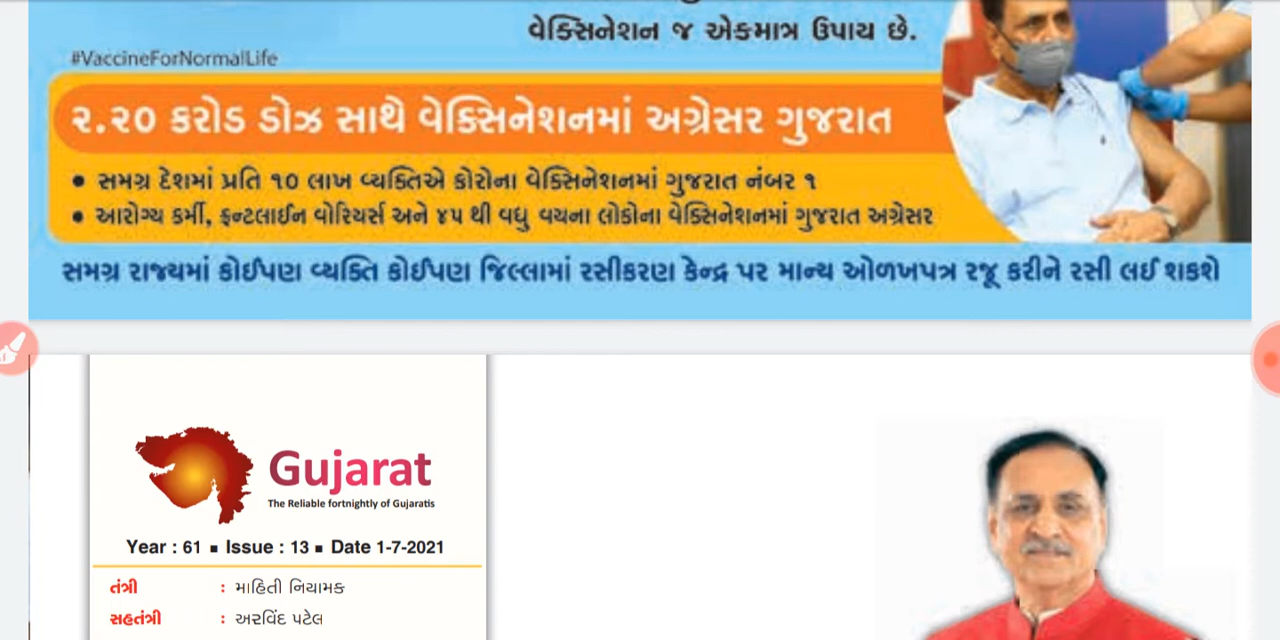 વેક્સિનેશન જ એકમાત્ર ઉપાય છે.
#VaccineForNormalLife
૨.૨૦ કરોડ ડોઝ સાથે વેક્સિનેશનમાં અગ્રેસર ગુજરાત
• સમગ્ર દેશમાં પ્રતિ ૧૦ લાખ વ્યક્તિએ કોરોના વેક્સિનેશનમાં ગુજરાત નંબર ૧
• આરોગ્ય કર્મી, ફ્રન્ટલાઈન વોરિયર્સ અને ૪૫ થી વધુ વયના લોકોના વેક્સિનેશનમાં ગુજરાત અગ્રેસર
સમગ્ર રાજ્યમાં કોઈપણ વ્યક્તિ કોઈપણ જિલ્લામાં રસીકરણ કેન્દ્ર પર માન્ય ઓળખપત્ર રજૂ કરીને રસી લઈ શકશે
Gujarat
The Reliable fortnightly of Gujaratis
Year : 61 ■ Issue : 13 ■ Date 1-7-2021
તંત્રી : માહિતી નિયામક
સહતંત્રી : અરવિંદ પટેલ